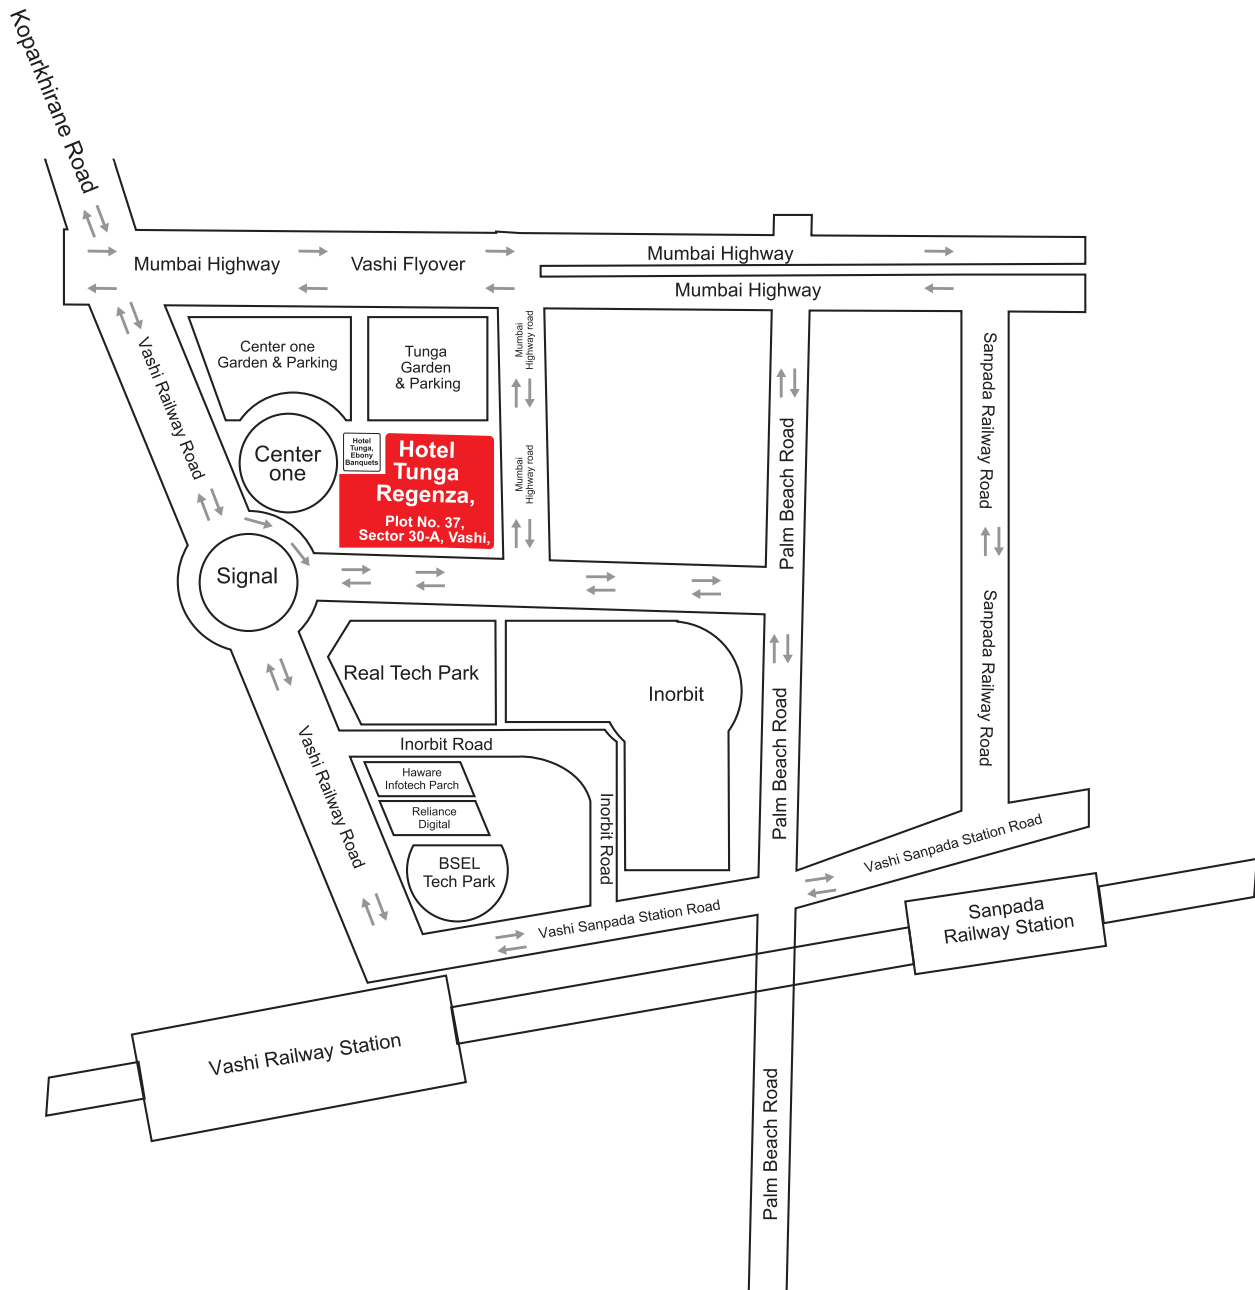 Koparkhirane Road
Mumbai Highway
Vashi Flyover
Mumbai Highway
Mumbai Highway
Vashi Railway Road
Center one
Garden & Parking
Tunga
Garden
& Parking
Mumbai
Highway road
Sanpada Railway Road
Center
one
Hotel
Tunga,
Ebony
Banquets
Hotel
Tunga
Regenza,
Plot No. 37,
Sector 30-A, Vashi,
Mumbai
Highway road
Palm Beach Road
Signal
Sanpada Railway Road
Real Tech Park
Inorbit
Palm Beach Road
Inorbit Road
Vashi Railway Road
Haware
Infotech Parch
Reliance
Digital
Inorbit Road
BSEL
Tech Park
Vashi Sanpada Station Road
Vashi Sanpada Station Road
Sanpada
Railway Station
Vashi Railway Station
Palm Beach Road